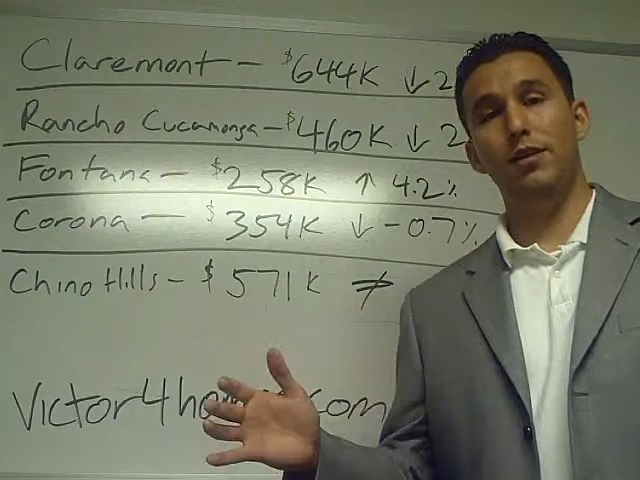 Claremont - $644K ↓ 2
Rancho Cucamonga - $460K ↓ 2
Fontana - $258K ↑ 4.2%
Corona - $354K ↓ -0.7%
Chino Hills - $571K ≠
Victor4ho com